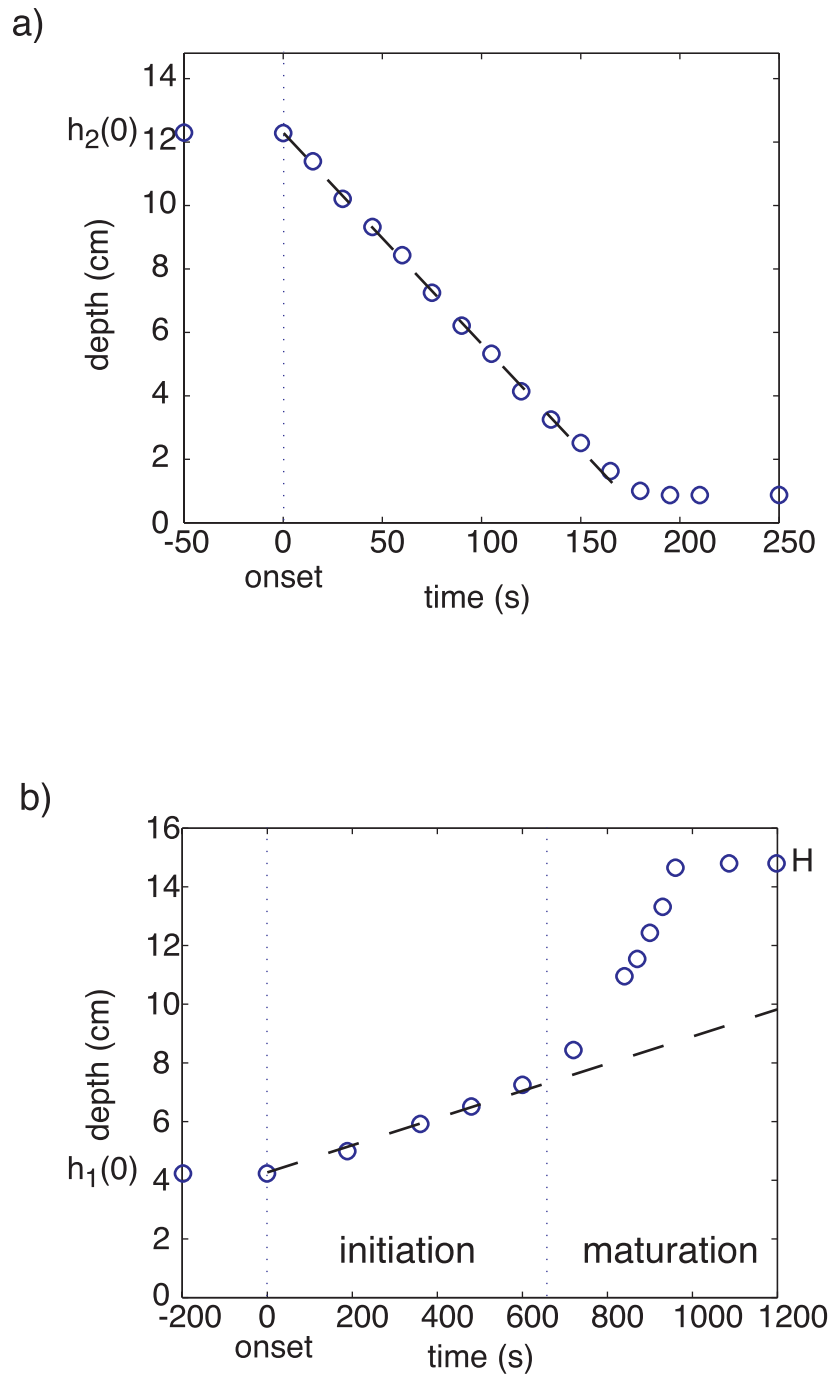 a)
14
h2(0) 12
10
8
6
4
2
0
depth (cm)
-50 0 50 100 150 200 250
onset
time (s)
b)
16
14
12
10
8
6
4
2
0
H
h1(0)
depth (cm)
initiation maturation
-200 0 200 400 600 800 1000 1200
onset
time (s)